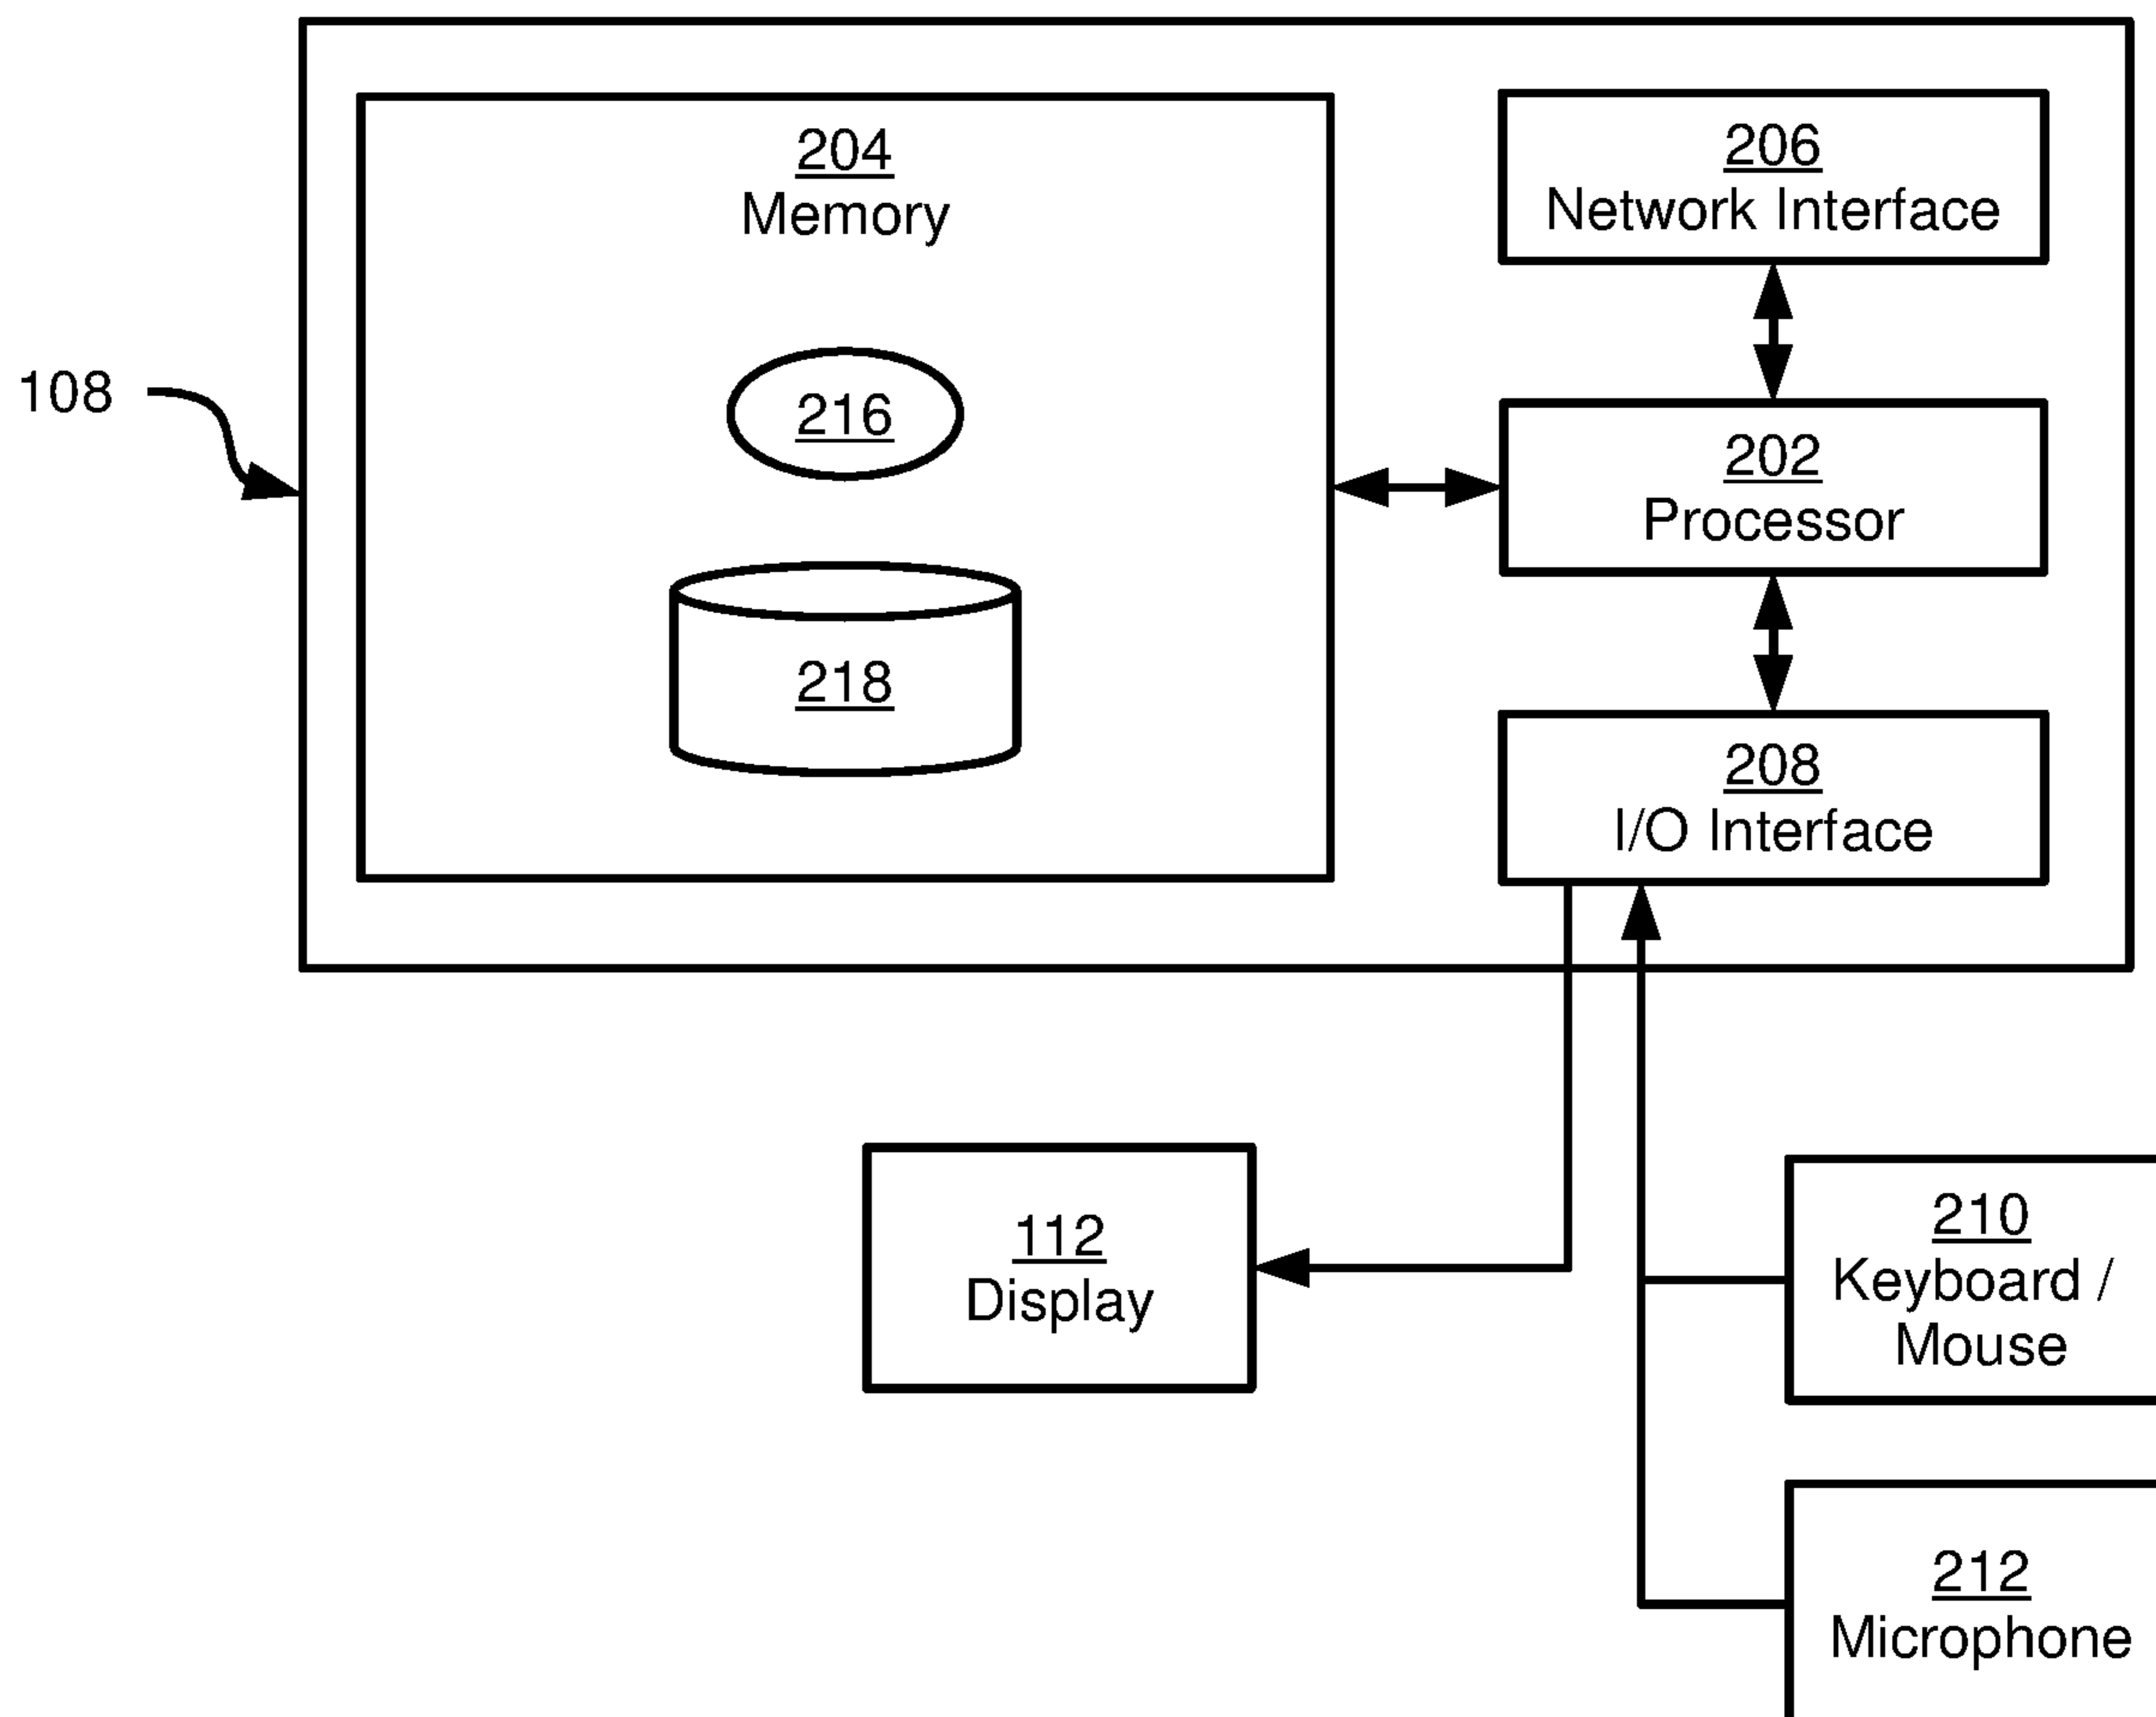 204
Memory
206
Network Interface
108
216
202
Processor
218
208
I/O Interface
112
Display
210
Keyboard /
Mouse
212
Microphone